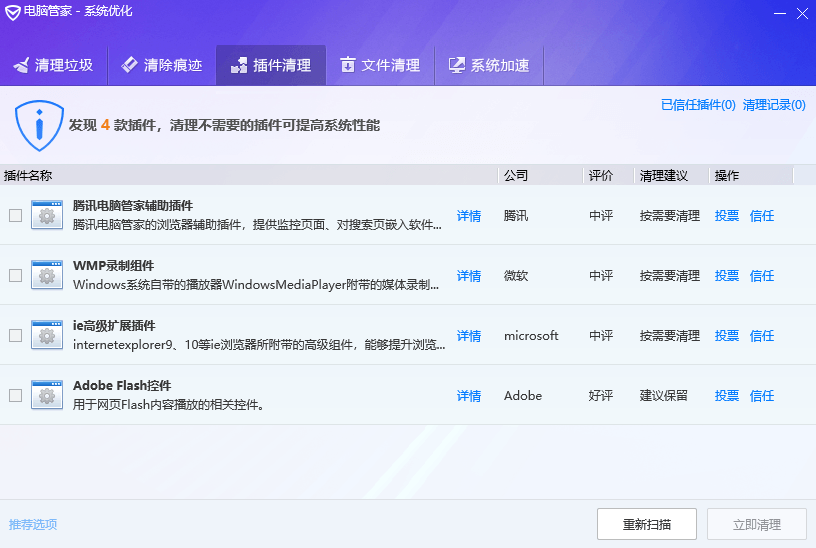 电脑管家 - 系统优化
清理垃圾 清除痕迹 插件清理 文件清理 系统加速
已信任插件(0) 清理记录(0)
发现 4 款插件，清理不需要的插件可提高系统性能
插件名称 公司 评价 清理建议 操作
腾讯电脑管家辅助插件
腾讯电脑管家的浏览器辅助插件，提供监控页面、对搜索页嵌入软件... 详情 腾讯 中评 按需要清理 投票 信任
WMP录制组件
Windows系统自带的播放器WindowsMediaPlayer附带的媒体录制... 详情 微软 中评 按需要清理 投票 信任
ie高级扩展插件
internetexplorer9、10等ie浏览器所附带的高级组件，能够提升浏览... 详情 microsoft 中评 按需要清理 投票 信任
Adobe Flash控件
用于网页Flash内容播放的相关控件。 详情 Adobe 好评 建议保留 投票 信任
推荐选项 重新扫描 立即清理